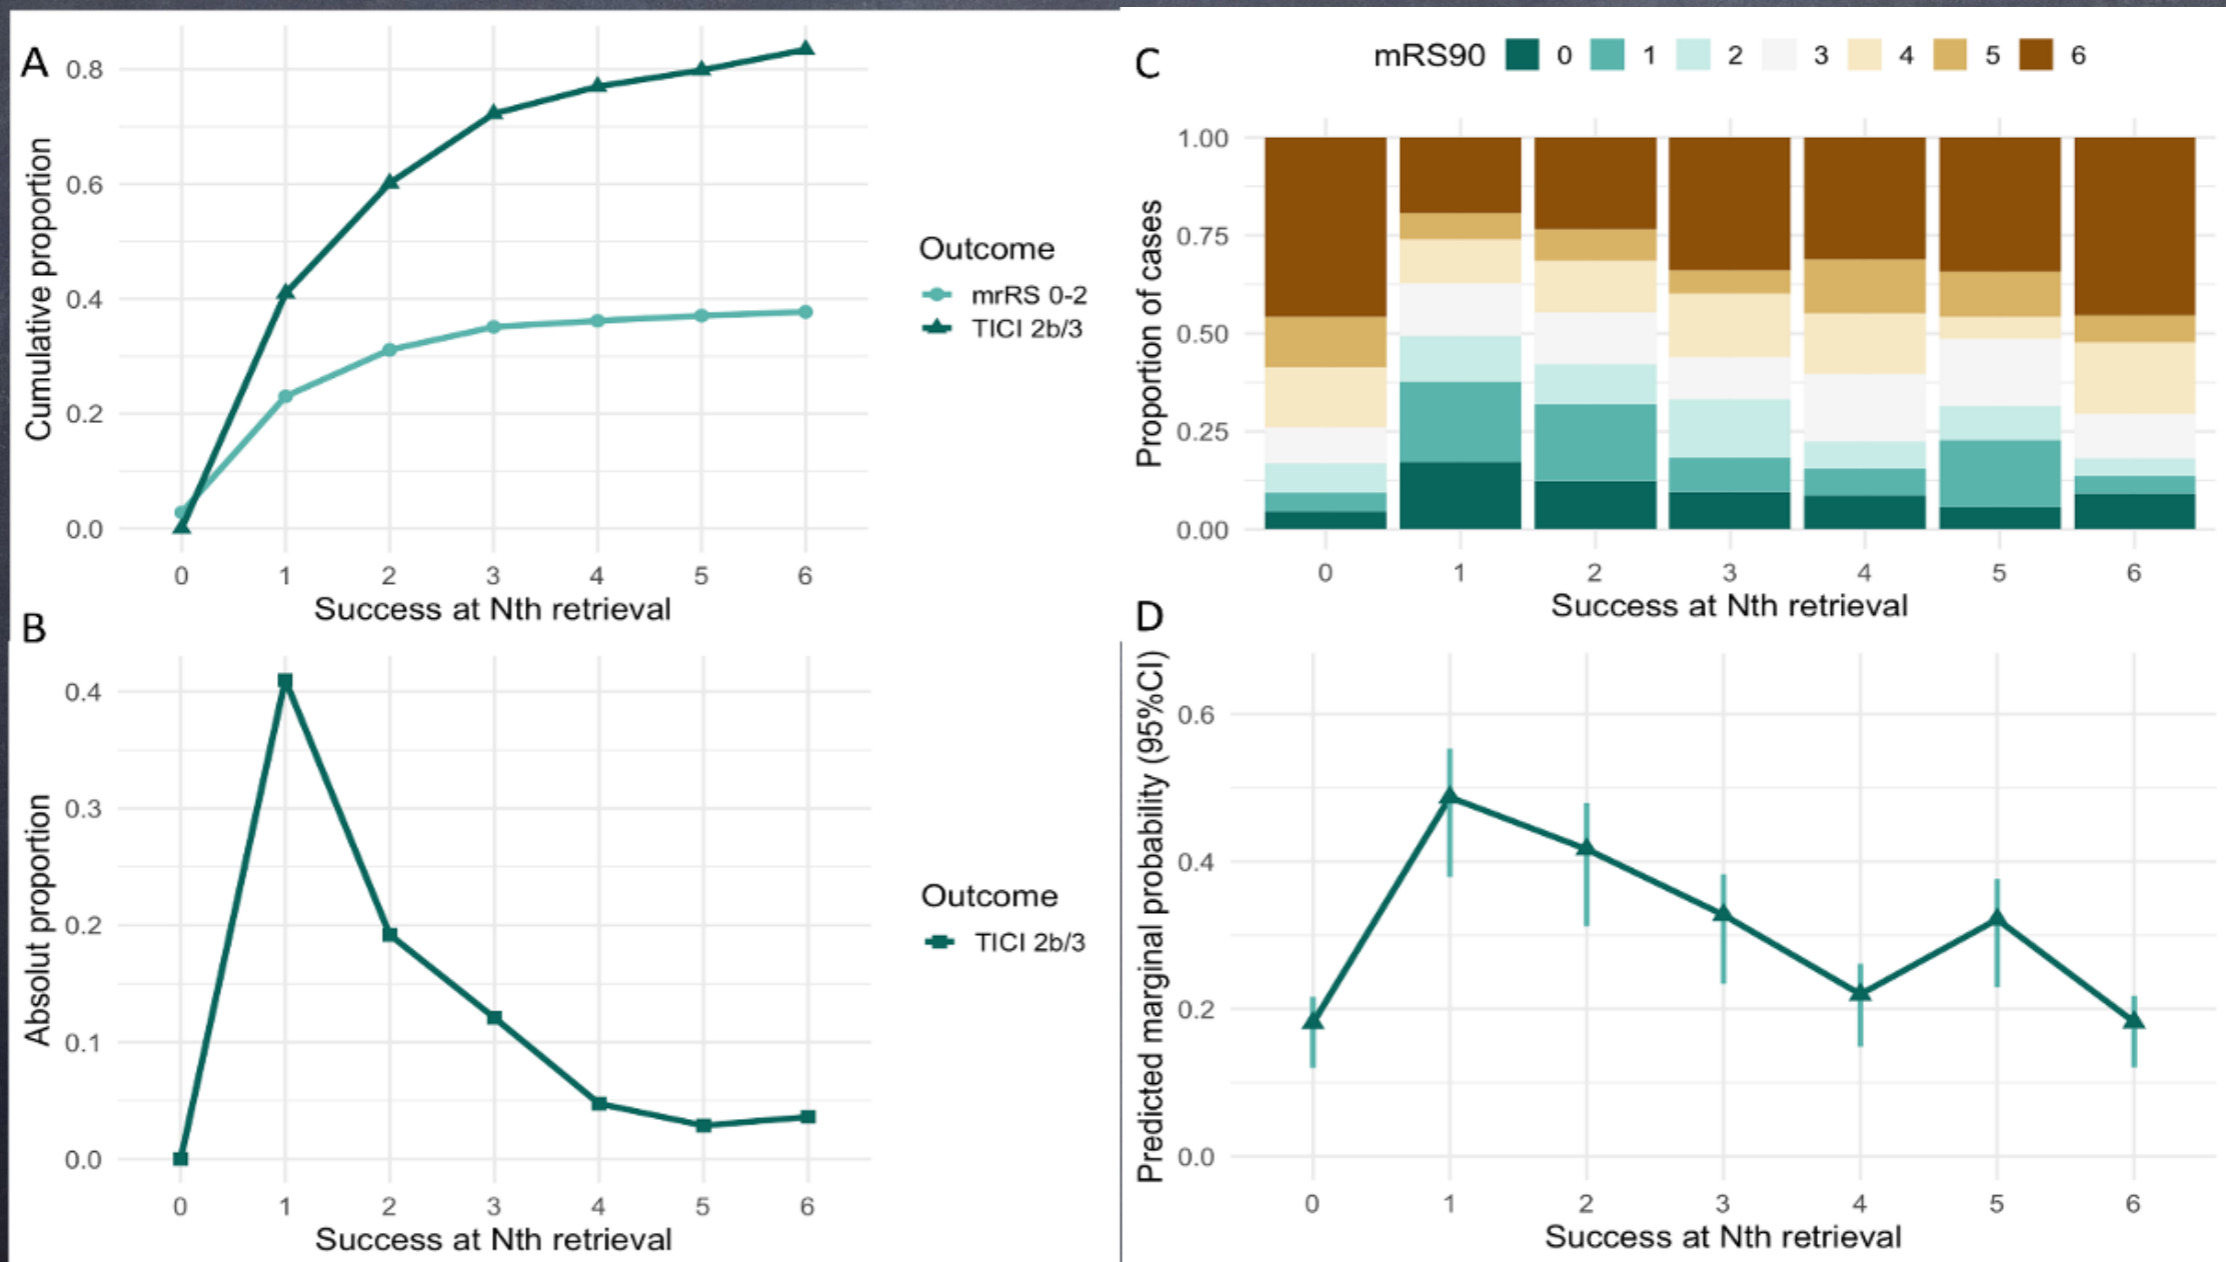 A
Cumulative proportion
0.8
0.6
0.4
0.2
0.0
0 1 2 3 4 5 6
Success at Nth retrieval
Outcome
mrRS 0-2
TICI 2b/3
B
Absolut proportion
0.4
0.3
0.2
0.1
0.0
0 1 2 3 4 5 6
Success at Nth retrieval
Outcome
TICI 2b/3
C
mRS90 0 1 2 3 4 5 6
Proportion of cases
1.00
0.75
0.50
0.25
0.00
0 1 2 3 4 5 6
Success at Nth retrieval
D
Predicted marginal probability (95%CI)
0.6
0.4
0.2
0.0
0 1 2 3 4 5 6
Success at Nth retrieval